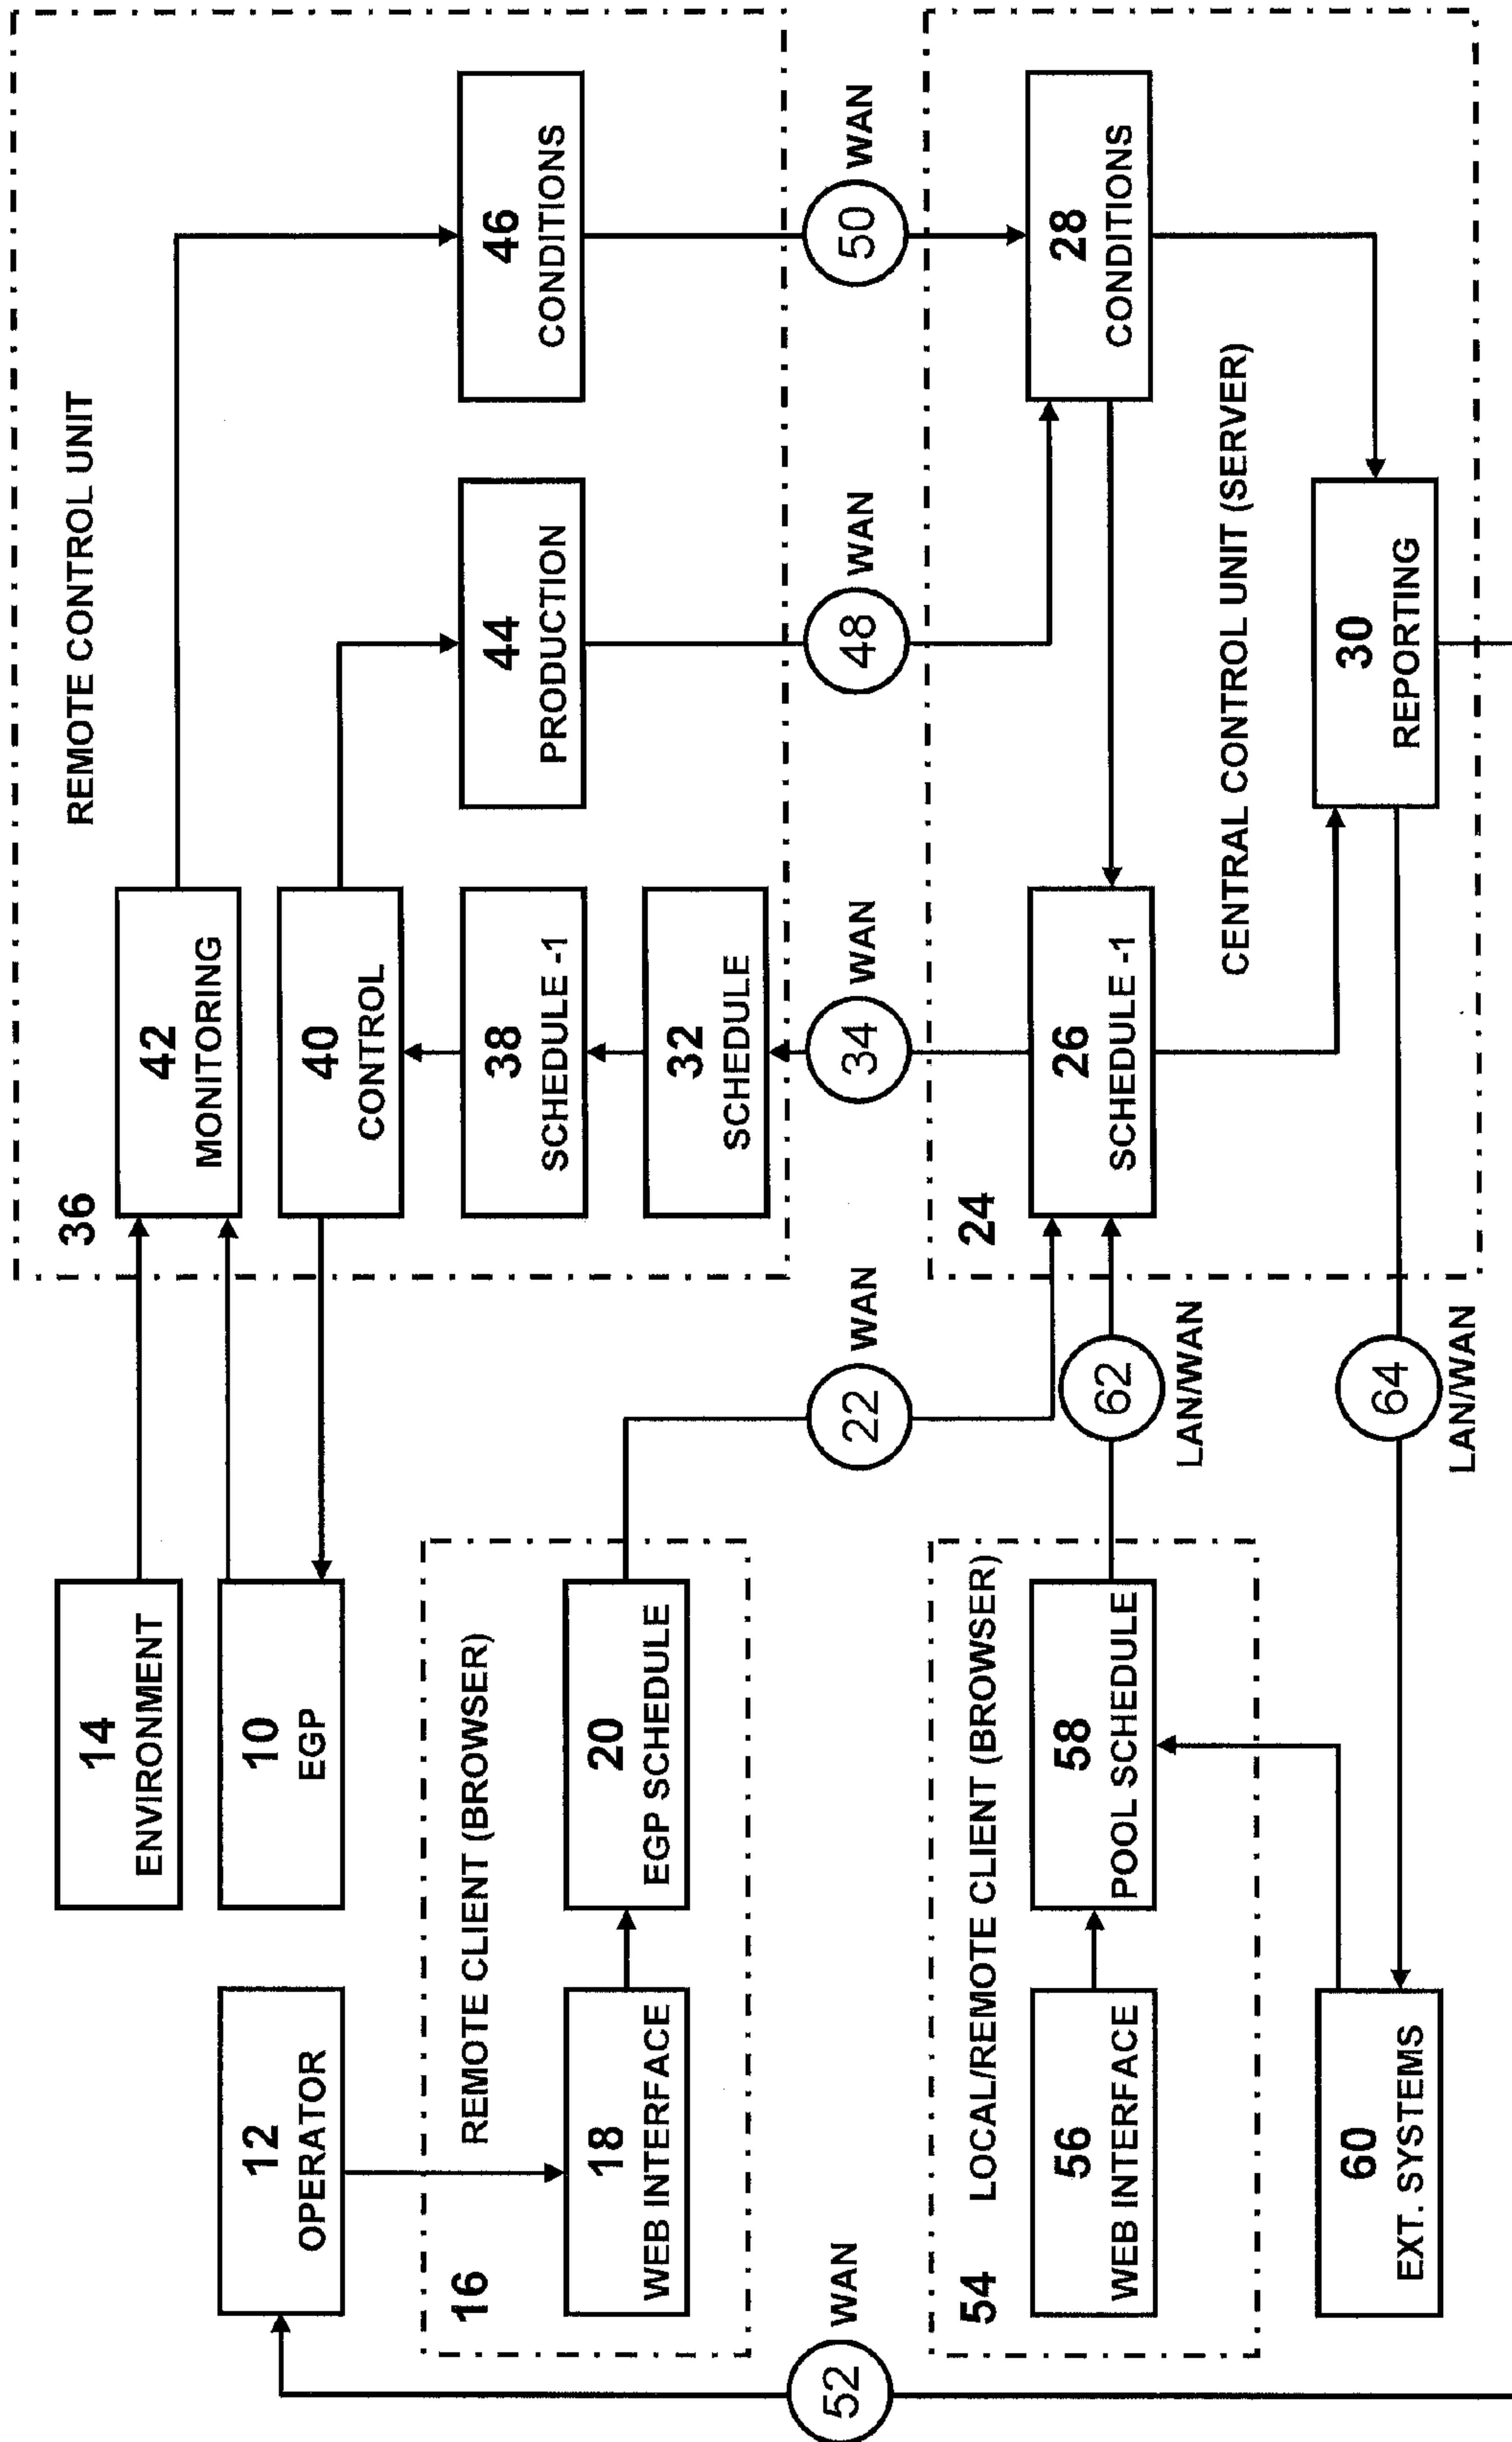 14
ENVIRONMENT
42
MONITORING
36
REMOTE CONTROL UNIT
12
OPERATOR
10
EGP
40
CONTROL
16
REMOTE CLIENT (BROWSER)
18
WEB INTERFACE
20
EGP SCHEDULE
38
SCHEDULE -1
44
PRODUCTION
46
CONDITIONS
32
SCHEDULE
52
WAN
22
WAN
34
WAN
48
WAN
50
WAN
54
LOCAL/REMOTE CLIENT (BROWSER)
24
56
WEB INTERFACE
58
POOL SCHEDULE
62
LAN/WAN
26
SCHEDULE -1
28
CONDITIONS
CENTRAL CONTROL UNIT (SERVER)
60
EXT. SYSTEMS
64
LAN/WAN
30
REPORTING